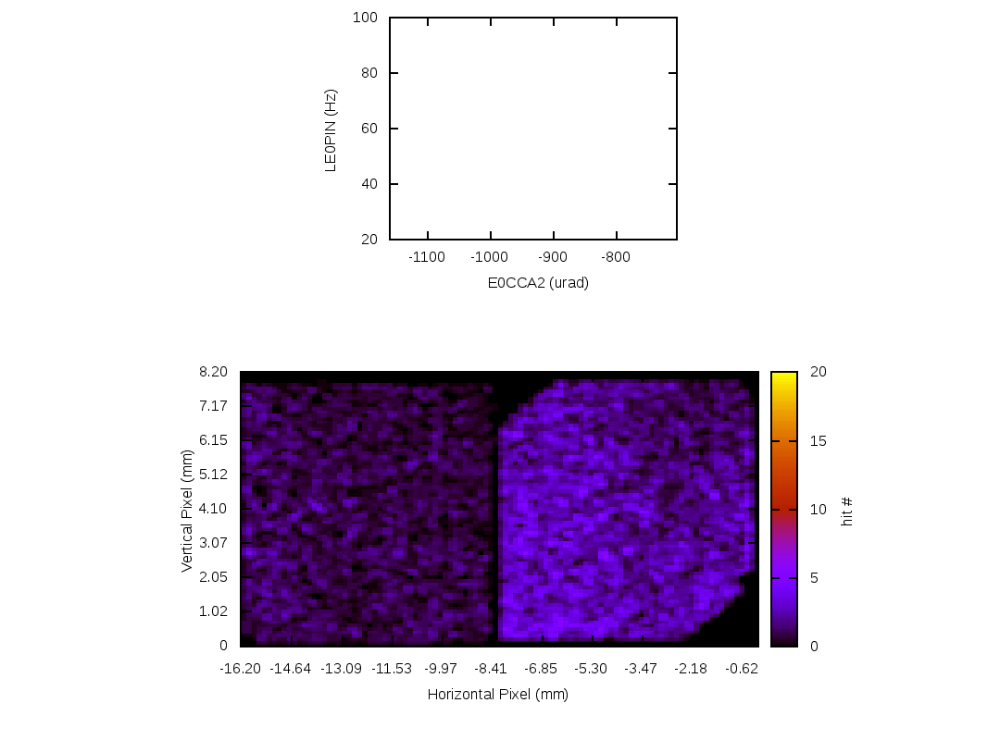 100
80
60
40
20
LE0PIN (Hz)
-1100 -1000 -900 -800
E0CCA2 (urad)
8.20
7.17
6.15
5.12
4.10
3.07
2.05
1.02
0
Vertical Pixel (mm)
-16.20 -14.64 -13.09 -11.53 -9.97 -8.41 -6.85 -5.30 -3.47 -2.18 -0.62
Horizontal Pixel (mm)
20
15
10
5
0
hit #